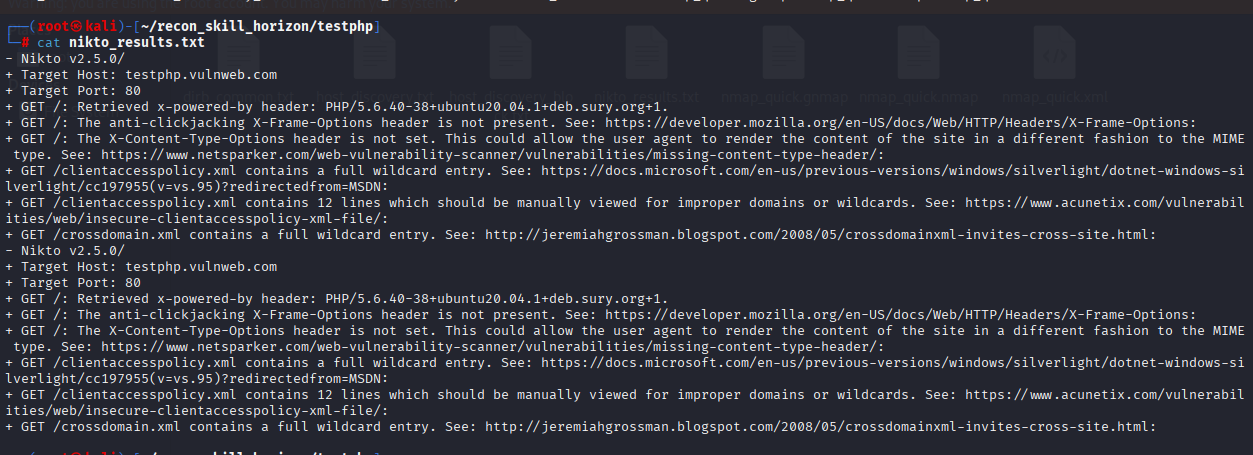 ┌──(root㉿kali)-[~/recon_skill_horizon/testphp]
└─# cat nikto_results.txt
- Nikto v2.5.0/
+ Target Host: testphp.vulnweb.com
+ Target Port: 80
+ GET /: Retrieved x-powered-by header: PHP/5.6.40-38+ubuntu20.04.1+deb.sury.org+1.
+ GET /: The anti-clickjacking X-Frame-Options header is not present. See: https://developer.mozilla.org/en-US/docs/Web/HTTP/Headers/X-Frame-Options:
+ GET /: The X-Content-Type-Options header is not set. This could allow the user agent to render the content of the site in a different fashion to the MIME
 type. See: https://www.netsparker.com/web-vulnerability-scanner/vulnerabilities/missing-content-type-header/:
+ GET /clientaccesspolicy.xml contains a full wildcard entry. See: https://docs.microsoft.com/en-us/previous-versions/windows/silverlight/dotnet-windows-si
lverlight/cc197955(v=vs.95)?redirectedfrom=MSDN:
+ GET /clientaccesspolicy.xml contains 12 lines which should be manually viewed for improper domains or wildcards. See: https://www.acunetix.com/vulnerabil
ities/web/insecure-clientaccesspolicy-xml-file/:
+ GET /crossdomain.xml contains a full wildcard entry. See: http://jeremiahgrossman.blogspot.com/2008/05/crossdomainxml-invites-cross-site.html:
- Nikto v2.5.0/
+ Target Host: testphp.vulnweb.com
+ Target Port: 80
+ GET /: Retrieved x-powered-by header: PHP/5.6.40-38+ubuntu20.04.1+deb.sury.org+1.
+ GET /: The anti-clickjacking X-Frame-Options header is not present. See: https://developer.mozilla.org/en-US/docs/Web/HTTP/Headers/X-Frame-Options:
+ GET /: The X-Content-Type-Options header is not set. This could allow the user agent to render the content of the site in a different fashion to the MIME
 type. See: https://www.netsparker.com/web-vulnerability-scanner/vulnerabilities/missing-content-type-header/:
+ GET /clientaccesspolicy.xml contains a full wildcard entry. See: https://docs.microsoft.com/en-us/previous-versions/windows/silverlight/dotnet-windows-si
lverlight/cc197955(v=vs.95)?redirectedfrom=MSDN:
+ GET /clientaccesspolicy.xml contains 12 lines which should be manually viewed for improper domains or wildcards. See: https://www.acunetix.com/vulnerabil
ities/web/insecure-clientaccesspolicy-xml-file/:
+ GET /crossdomain.xml contains a full wildcard entry. See: http://jeremiahgrossman.blogspot.com/2008/05/crossdomainxml-invites-cross-site.html: